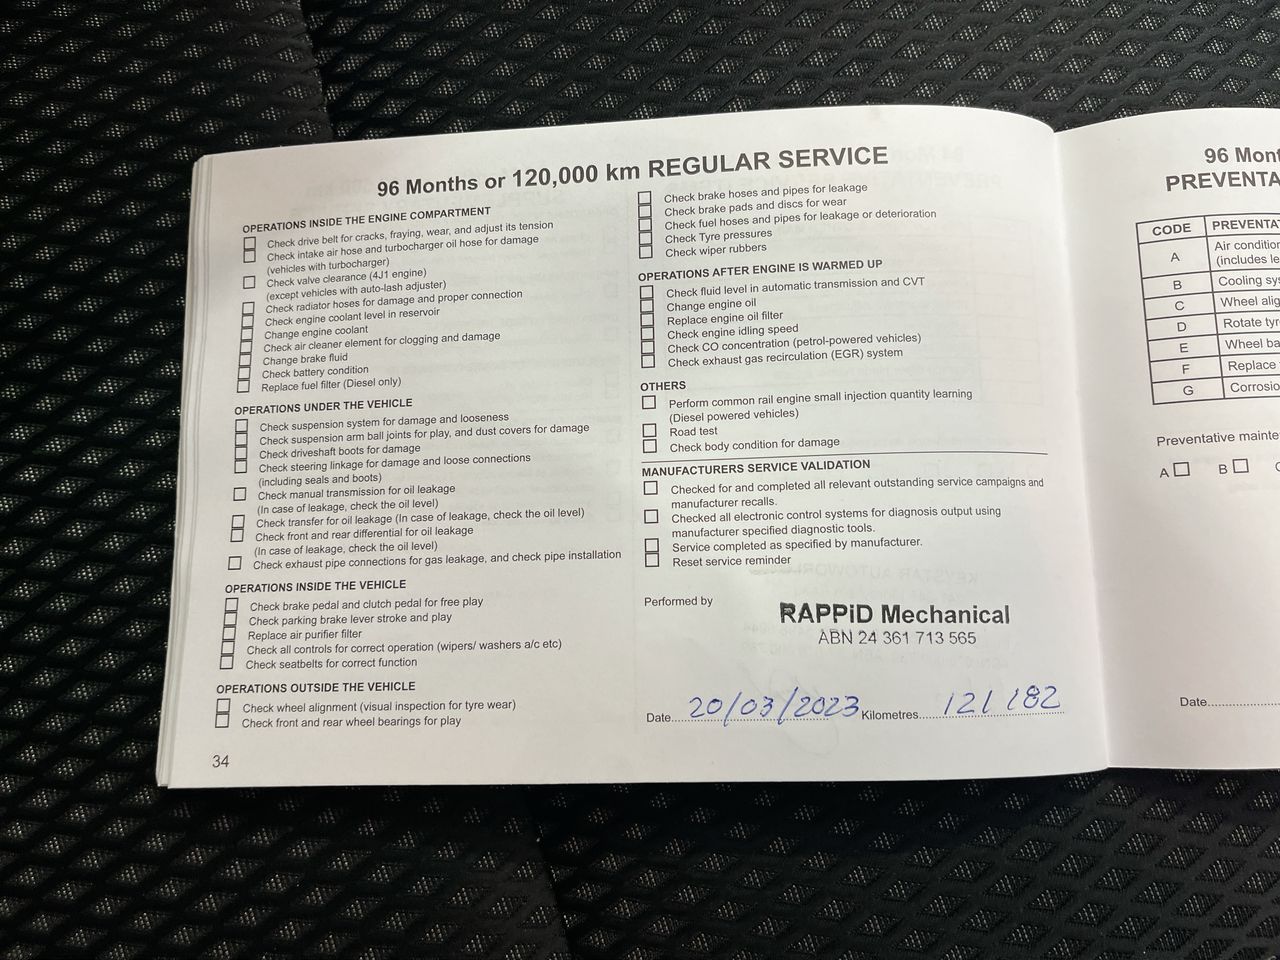 96 Months or 120,000 km REGULAR SERVICE
OPERATIONS INSIDE THE ENGINE COMPARTMENT
Check drive belt for cracks, fraying, wear, and adjust its tension
Check intake air hose and turbocharger oil hose for damage
(vehicles with turbocharger)
Check valve clearance (4J1 engine)
(except vehicles with auto-lash adjuster)
Check radiator hoses for damage and proper connection
Check engine coolant level in reservoir
Change engine coolant
Check air cleaner element for clogging and damage
Change brake fluid
Check battery condition
Replace fuel filter (Diesel only)
OPERATIONS UNDER THE VEHICLE
Check suspension system for damage and looseness
Check suspension arm ball joints for play, and dust covers for damage
Check driveshaft boots for damage
Check steering linkage for damage and loose connections
(including seals and boots)
Check manual transmission for oil leakage
(In case of leakage, check the oil level)
Check transfer for oil leakage (In case of leakage, check the oil level)
Check front and rear differential for oil leakage
(In case of leakage, check the oil level)
Check exhaust pipe connections for gas leakage, and check pipe installation
OPERATIONS INSIDE THE VEHICLE
Check brake pedal and clutch pedal for free play
Check parking brake lever stroke and play
Replace air purifier filter
Check all controls for correct operation (wipers/ washers a/c etc)
Check seatbelts for correct function
OPERATIONS OUTSIDE THE VEHICLE
Check wheel alignment (visual inspection for tyre wear)
Check front and rear wheel bearings for play
34
Check brake hoses and pipes for leakage
Check brake pads and discs for wear
Check fuel hoses and pipes for leakage or deterioration
Check Tyre pressures
Check wiper rubbers
OPERATIONS AFTER ENGINE IS WARMED UP
Check fluid level in automatic transmission and CVT
Change engine oil
Replace engine oil filter
Check engine idling speed
Check CO concentration (petrol-powered vehicles)
Check exhaust gas recirculation (EGR) system
OTHERS
Perform common rail engine small injection quantity learning
(Diesel powered vehicles)
Road test
Check body condition for damage
MANUFACTURERS SERVICE VALIDATION
Checked for and completed all relevant outstanding service campaigns and
manufacturer recalls.
Checked all electronic control systems for diagnosis output using
manufacturer specified diagnostic tools.
Service completed as specified by manufacturer.
Reset service reminder
Performed by
RAPPiD Mechanical
ABN 24 361 713 565
Date 20/03/2023 Kilometres 121182
96 Mont
PREVENTA
CODE PREVENTA
A Air condition
(includes le
B Cooling sys
C Wheel alig
D Rotate tyr
E Wheel ba
F Replace
G Corrosio
Preventative mainte
A B C
Date